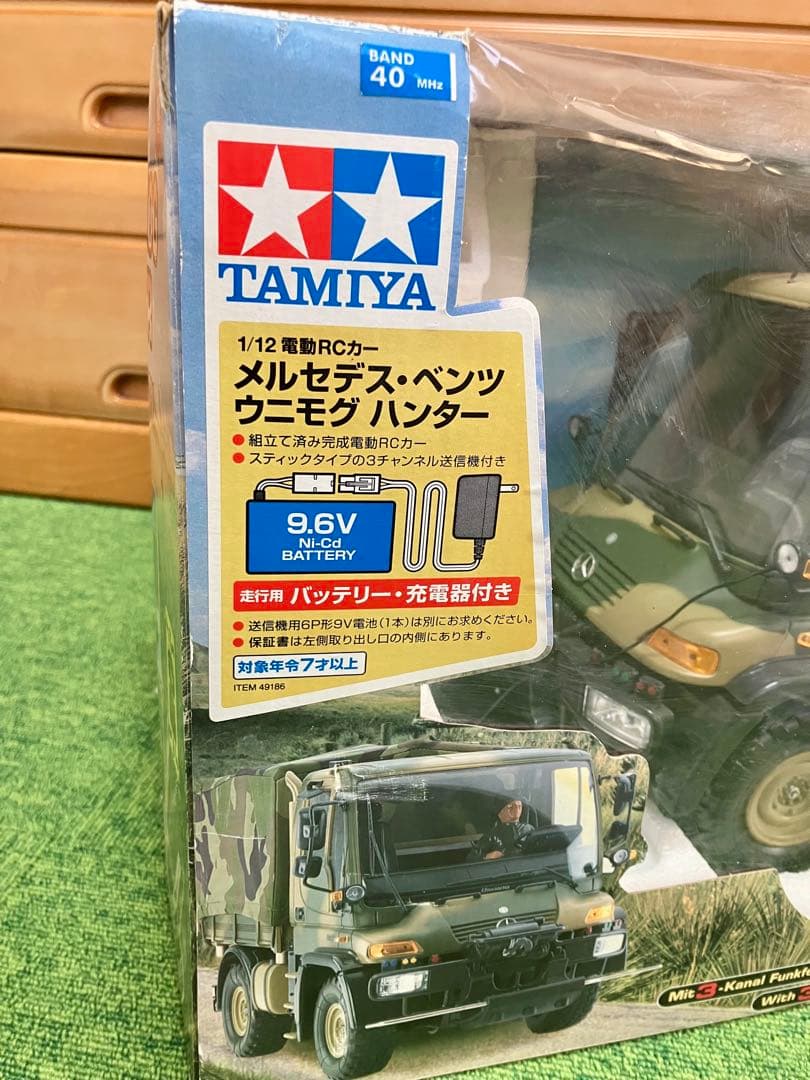 BAND
40 MHz
TAMIYA
1/12 電動RCカー
メルセデス・ベンツ
ウニモグ ハンター
● 組立て済み完成電動RCカー
● スティックタイプの3チャンネル送信機付き
9.6V
Ni-Cd
BATTERY
走行用 バッテリー・充電器付き
● 送信機用6P形9V電池(1本)は別にお求めください。
● 保証書は左側取り出し口の内側にあります。
対象年令7才以上
ITEM 49186
Mit 3-Kanal
With 3